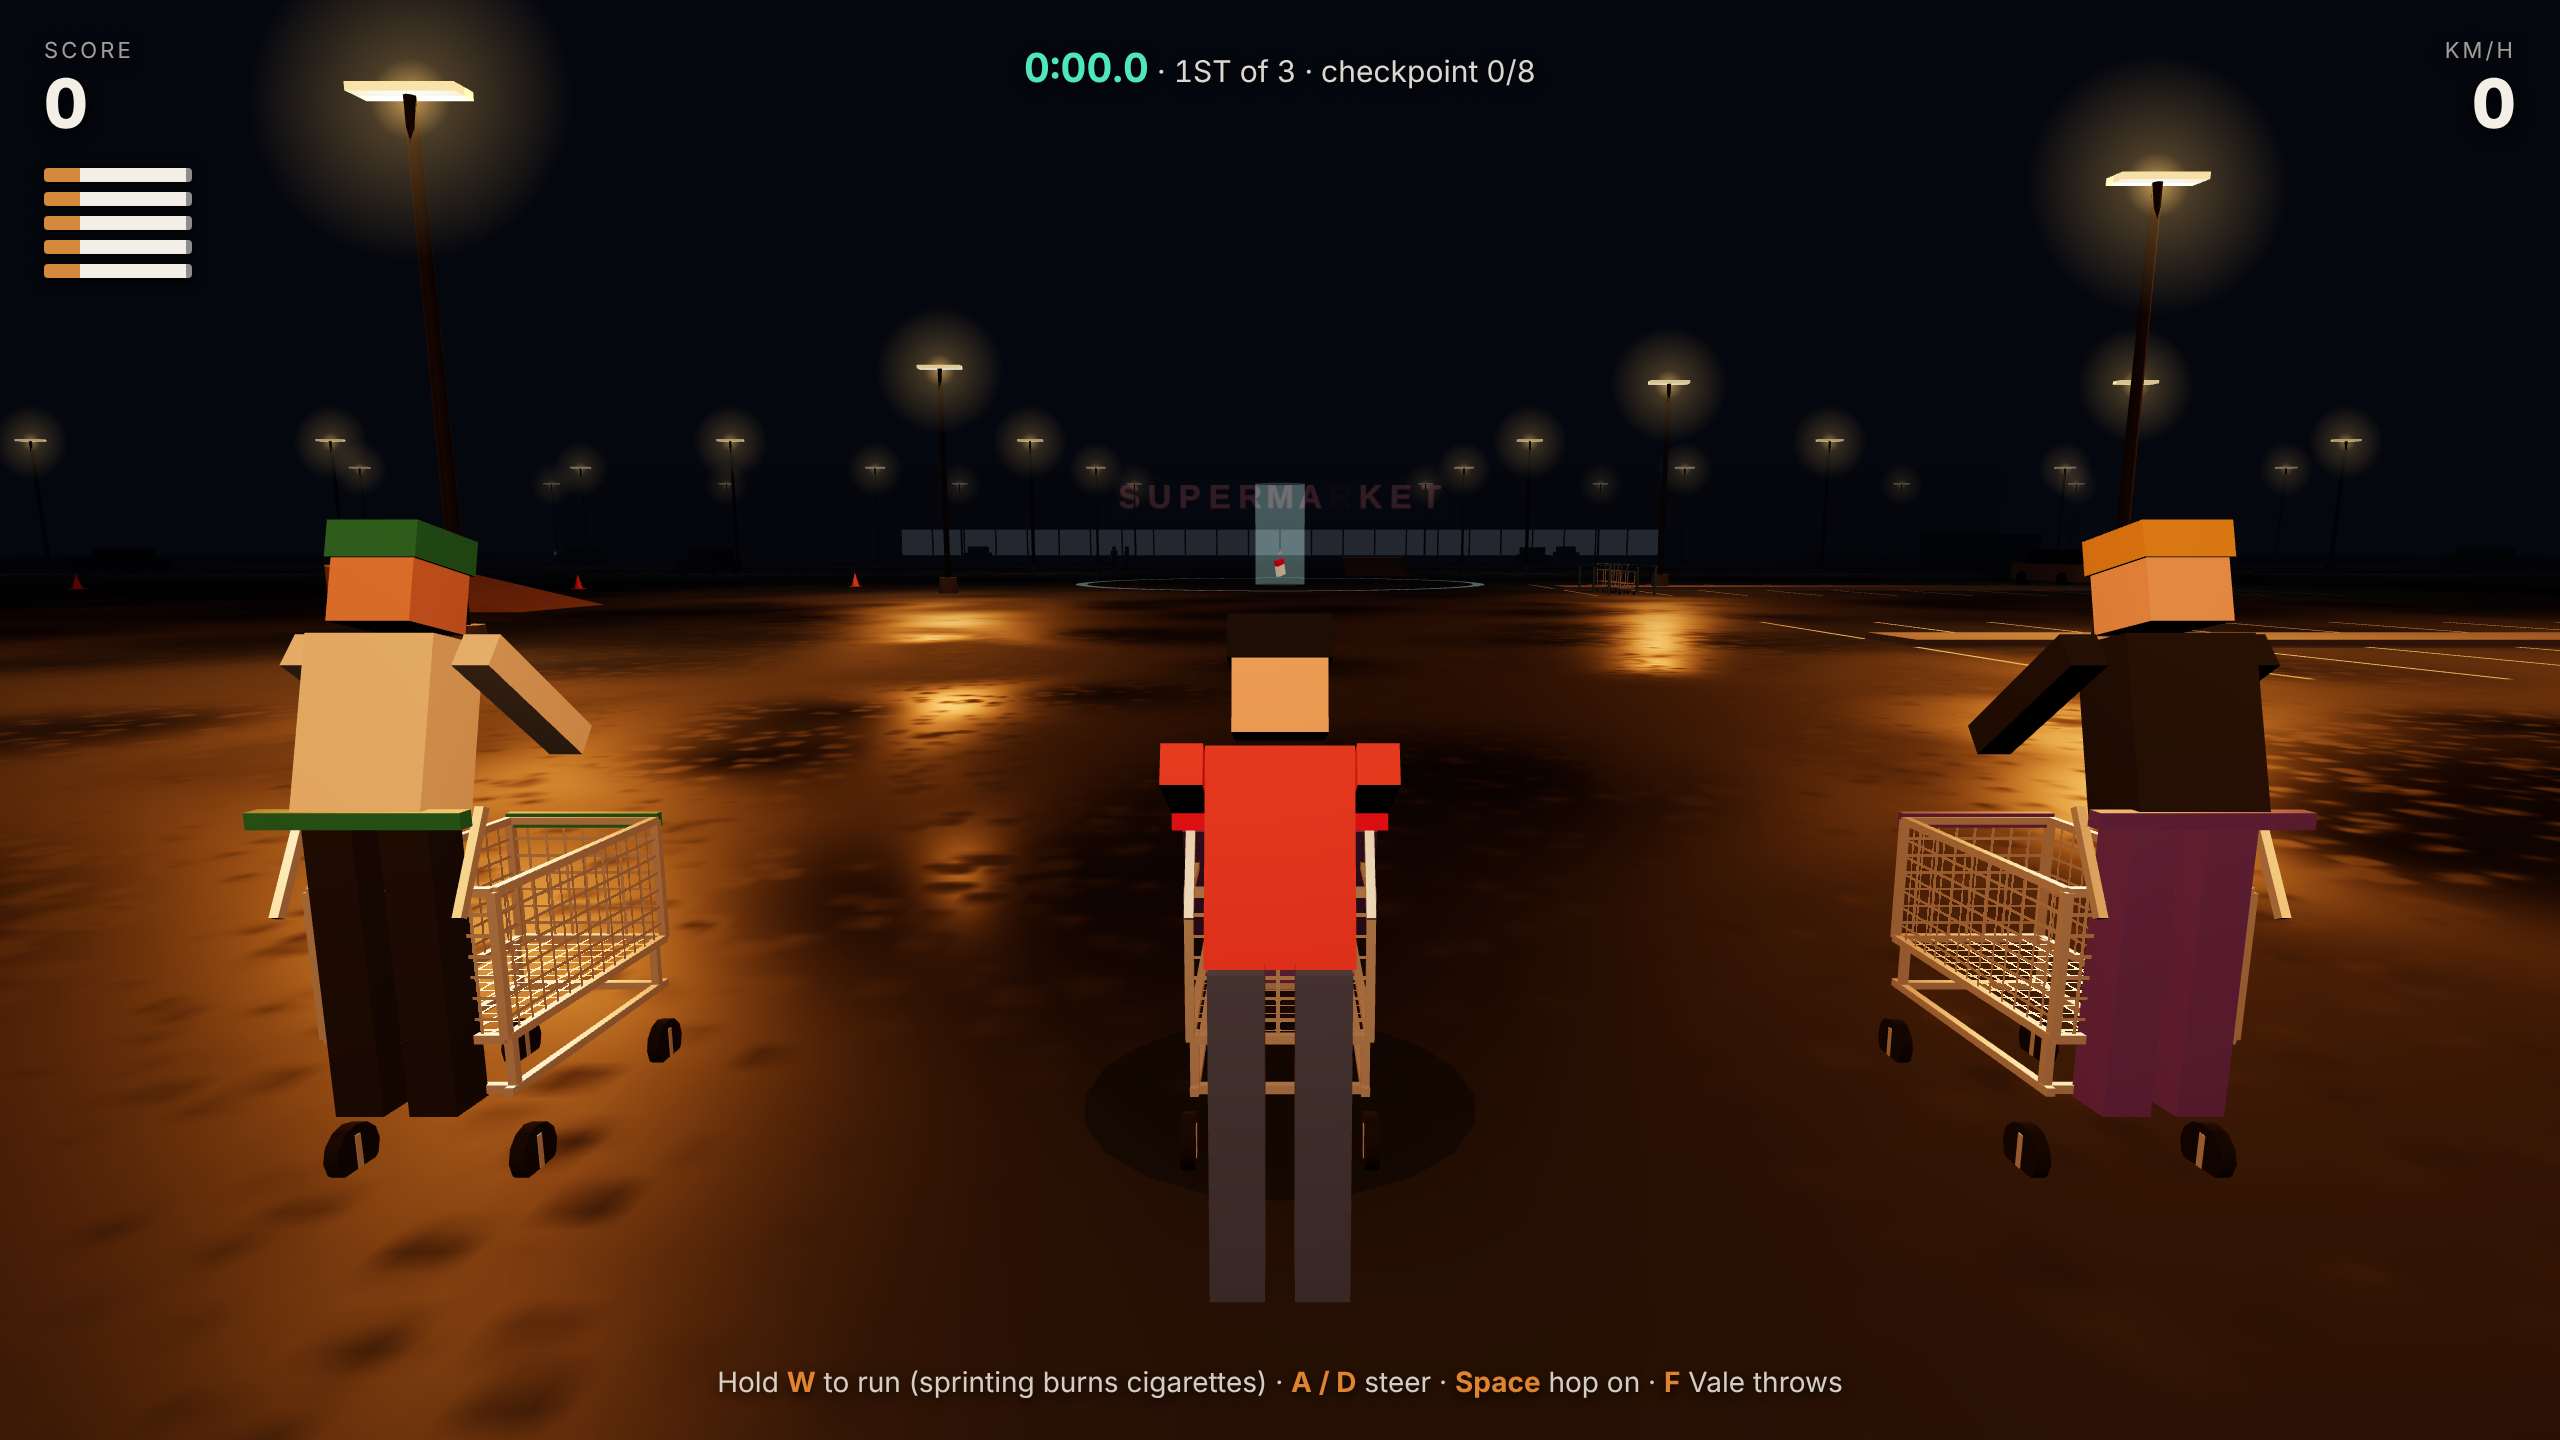 SCORE
0
0:00.0 · 1ST of 3 · checkpoint 0/8
KM/H
0
SUPERMARKET
Hold W to run (sprinting burns cigarettes) · A / D steer · Space hop on · F Vale throws